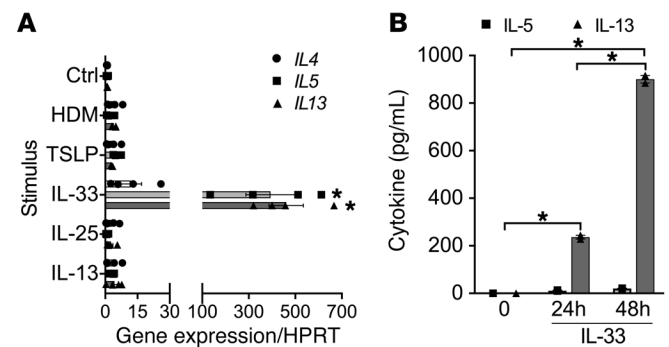 A
IL4
IL5
IL13
Stimulus
Ctrl
HDM
TSLP
IL-33
IL-25
IL-13
*
*
0 15 30 100 300 500 700
Gene expression/HPRT
B
IL-5 IL-13
*
*
*
Cytokine (pg/mL)
1000
800
600
400
200
0
0 24h 48h
IL-33